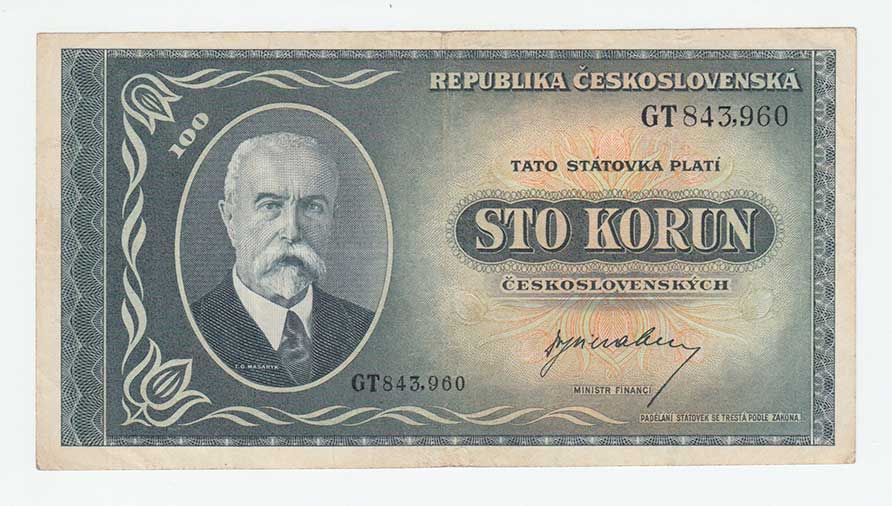 REPUBLIKA ČESKOSLOVENSKÁ
GT 843,960
100
TATO STÁTOVKA PLATÍ
STO KORUN
ČESKOSLOVENSKÝCH
T. G. MASARYK
GT 843,960
MINISTR FINANCÍ
PADĚLÁNÍ STÁTOVEK SE TRESTÁ PODLE ZÁKONA.